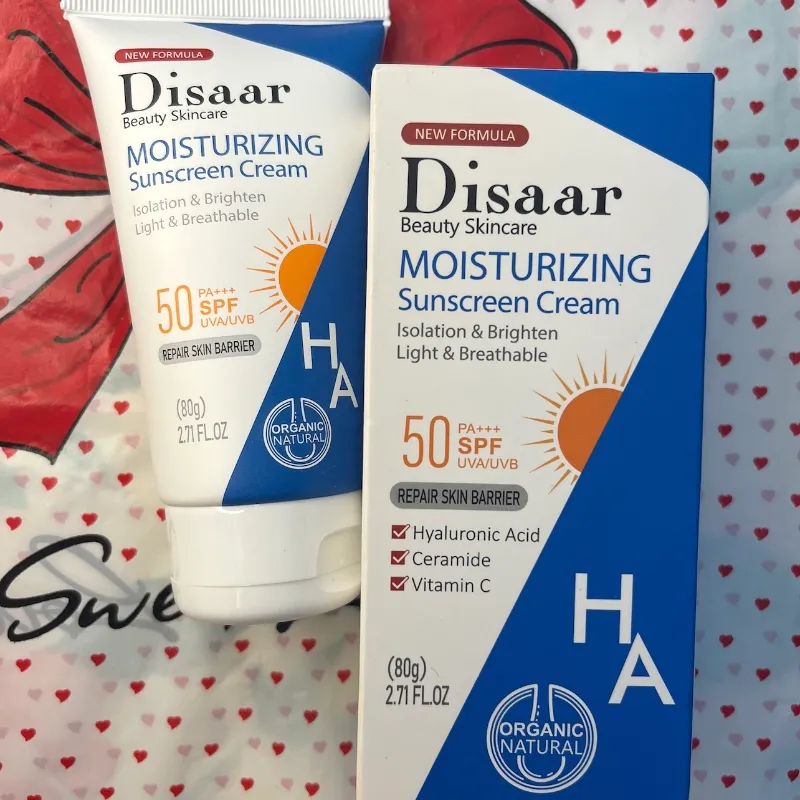 NEW FORMULA
Disaar
Beauty Skincare
MOISTURIZING
Sunscreen Cream
Isolation & Brighten
Light & Breathable
50 PA+++
SPF
UVA/UVB
REPAIR SKIN BARRIER
HA
(80g)
2.71 FL.OZ
ORGANIC
NATURAL
NEW FORMULA
Disaar
Beauty Skincare
MOISTURIZING
Sunscreen Cream
Isolation & Brighten
Light & Breathable
50 PA+++
SPF
UVA/UVB
REPAIR SKIN BARRIER
Hyaluronic Acid
Ceramide
Vitamin C
HA
(80g)
2.71 FL.OZ
ORGANIC
NATURAL